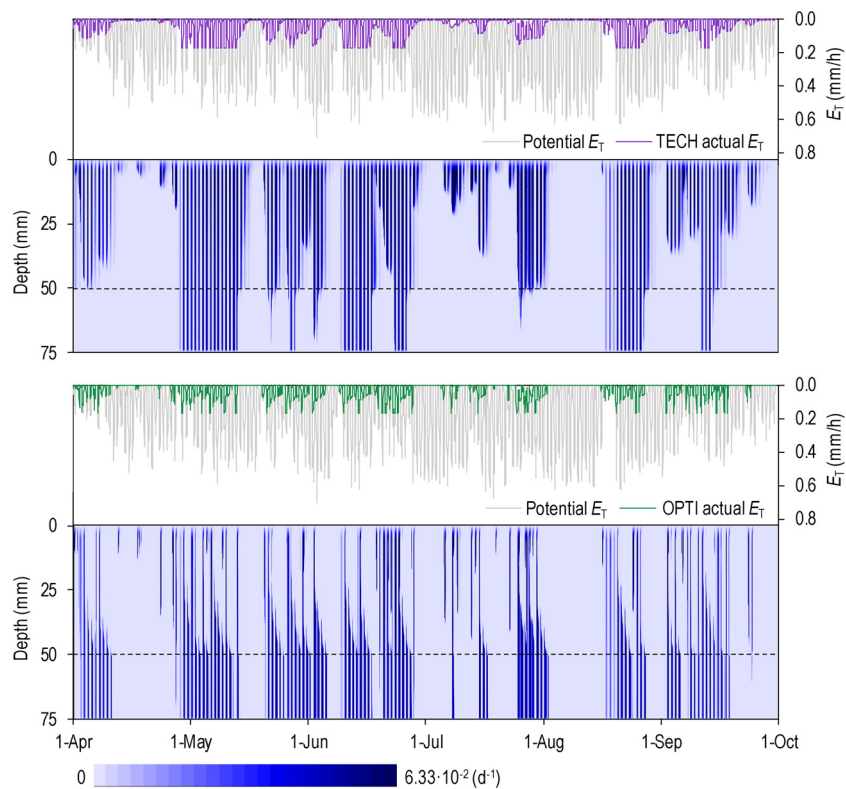 0.0
0.2
0.4
0.6
0.8
E_T (mm/h)
Potential E_T TECH actual E_T
0
25
50
75
Depth (mm)
0.0
0.2
0.4
0.6
0.8
E_T (mm/h)
Potential E_T OPTI actual E_T
0
25
50
75
Depth (mm)
1-Apr 1-May 1-Jun 1-Jul 1-Aug 1-Sep 1-Oct
0 6.33·10⁻² (d⁻¹)